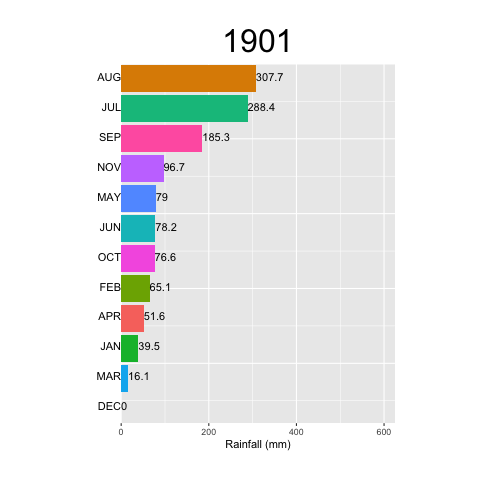 1901
AUG 307.7
JUL 288.4
SEP 185.3
NOV 96.7
MAY 79
JUN 78.2
OCT 76.6
FEB 65.1
APR 51.6
JAN 39.5
MAR 16.1
DEC 0
0 200 400 600
Rainfall (mm)